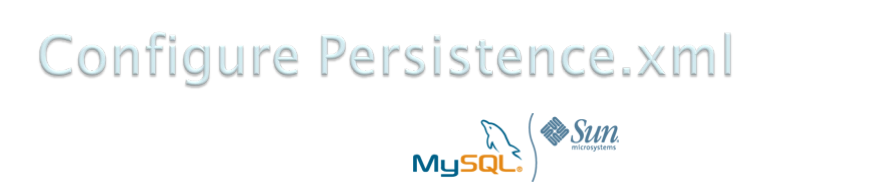 Configure Persistence.xml
MySQL.
Sun
microsystems